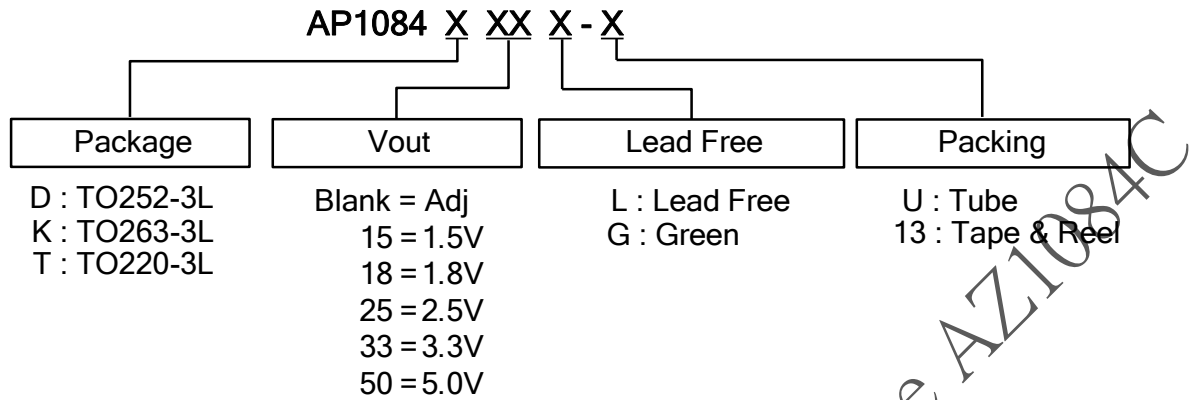 AP1084 X XX X - X
Package
Vout
Lead Free
Packing
D : TO252-3L
K : TO263-3L
T : TO220-3L
Blank = Adj
15 = 1.5V
18 = 1.8V
25 = 2.5V
33 = 3.3V
50 = 5.0V
L : Lead Free
G : Green
U : Tube
13 : Tape & Reel
AZ1084C